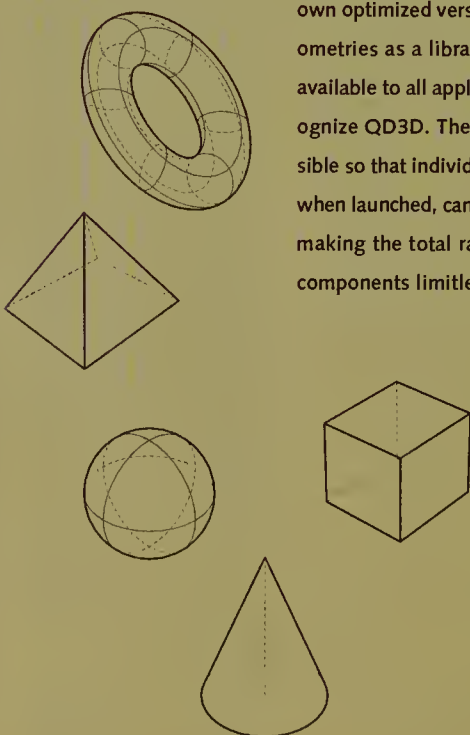 own optimized vers
ometries as a libra
available to all appl
ognize QD3D. The
sible so that individ
when launched, can
making the total ra
components limitle